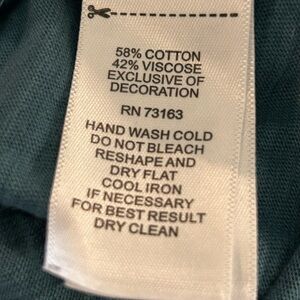 58% COTTON
42% VISCOSE
EXCLUSIVE OF
DECORATION
RN 73163
HAND WASH COLD
DO NOT BLEACH
RESHAPE AND
DRY FLAT
COOL IRON
IF NECESSARY
FOR BEST RESULT
DRY CLEAN